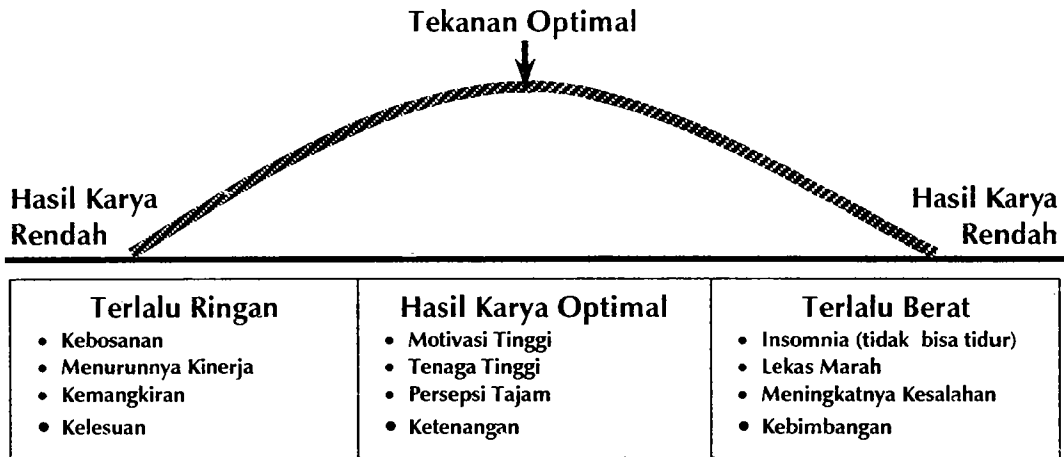 Tekanan Optimal
Hasil Karya
Rendah
Hasil Karya
Rendah
Terlalu Ringan
• Kebosanan
• Menurunnya Kinerja
• Kemangkiran
• Kelesuan
Hasil Karya Optimal
• Motivasi Tinggi
• Tenaga Tinggi
• Persepsi Tajam
• Ketenangan
Terlalu Berat
• Insomnia (tidak bisa tidur)
• Lekas Marah
• Meningkatnya Kesalahan
• Kebimbangan